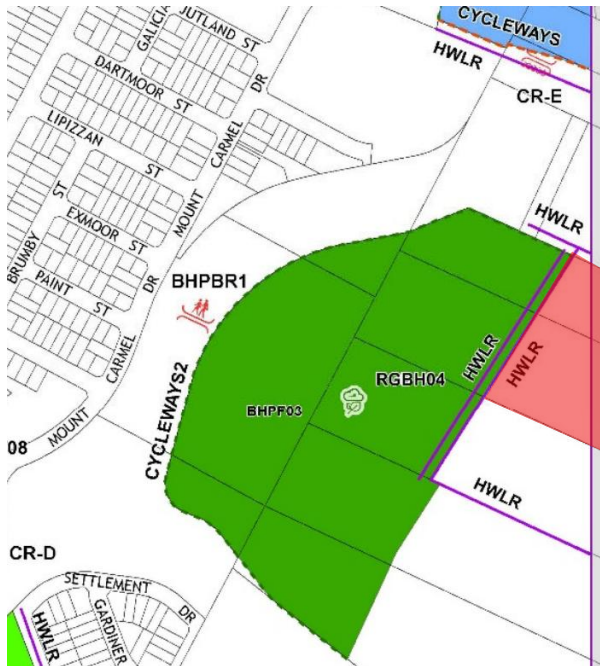 CYCLEWAYS
JUTLAND ST
GALICIA
HWLR
DARTMOOR ST
DR
CR-E
LIPIZZAN ST
CARMEL
EXMOOR ST
MOUNT
BRUMBY ST
HWLR
PAINT ST
DR
BHPBR1
CARMEL
HWLR
HWLR
RGBH04
BHPF03
CYCLEWAYS2
MOUNT
08
HWLR
CR-D
SETTLEMENT DR
GARDINER
HWLR